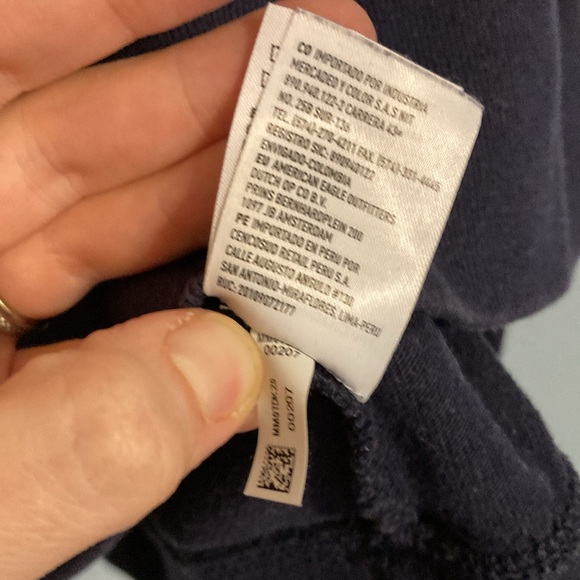 CO IMPORTADO POR INDUSTRIA
MERCADEO Y COLOR S.A.S NIT
890.940.122-2 CARRERA 43ª
NO. 25B SUR-136
TEL. (574)-270-4211 FAX. (574)-331-4465
REGISTRO SIC: 890940122
ENVIGADO-COLOMBIA
EU AMERICAN EAGLE OUTFITTERS
DUTCH OP CO B.V.
PRINS BERNHARDPLEIN 200
1097 JB AMSTERDAM
PE IMPORTADO EN PERU POR
CENCOSUD RETAIL PERU S.A.
CALLE AUGUSTO ANGULO #130
SAN ANTONIO-MIRAFLORES, LIMA-PERU
RUC: 20109072177
00207
00207